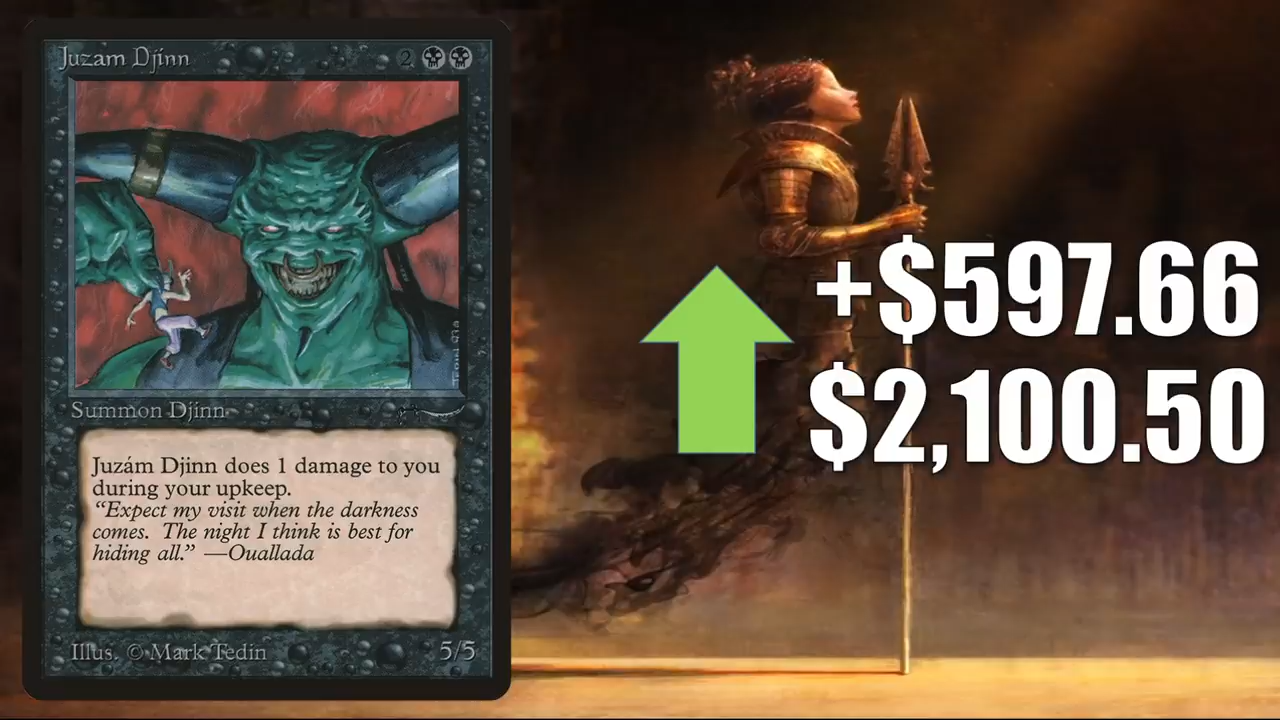 Juzam Djinn 2
Summon Djinn
Juzám Djinn does 1 damage to you
during your upkeep.
“Expect my visit when the darkness
comes. The night I think is best for
hiding all.” —Ouallada
Illus. © Mark Tedin 5/5
+$597.66
$2,100.50